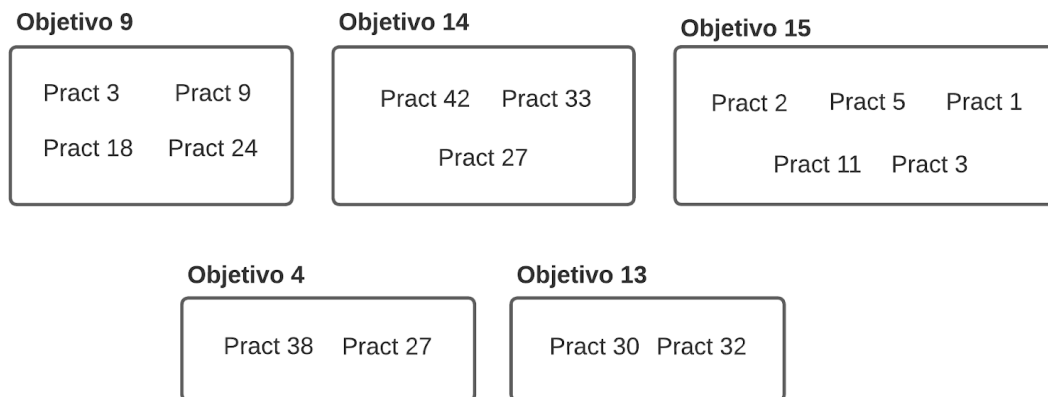 Objetivo 9
Pract 3 Pract 9
Pract 18 Pract 24
Objetivo 14
Pract 42 Pract 33
Pract 27
Objetivo 15
Pract 2 Pract 5 Pract 1
Pract 11 Pract 3
Objetivo 4
Pract 38 Pract 27
Objetivo 13
Pract 30 Pract 32